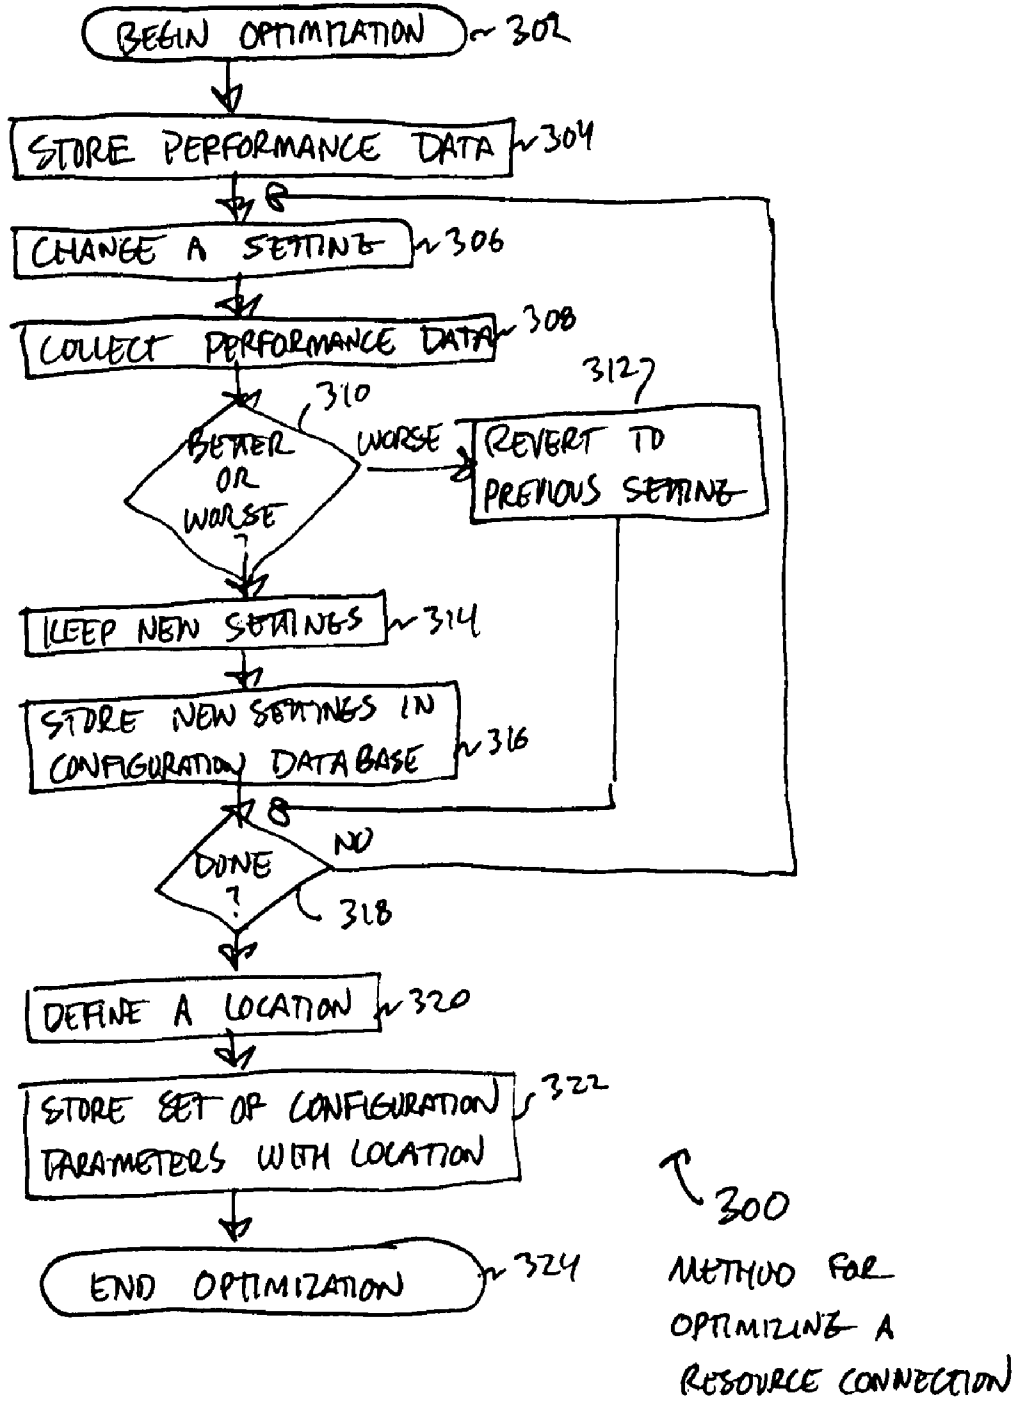 BEGIN OPTIMIZATION 302
STORE PERFORMANCE DATA 304
CHANGE A SETTING 306
COLLECT PERFORMANCE DATA 308
310
BETTER
OR
WORSE
?
WORSE
312
REVERT TO
PREVIOUS SETTING
KEEP NEW SETTINGS 314
STORE NEW SETTINGS IN
CONFIGURATION DATABASE 316
DONE
?
NO
318
DEFINE A LOCATION 320
STORE SET OF CONFIGURATION
PARAMETERS WITH LOCATION
322
END OPTIMIZATION 324
300
METHOD FOR
OPTIMIZING A
RESOURCE CONNECTION